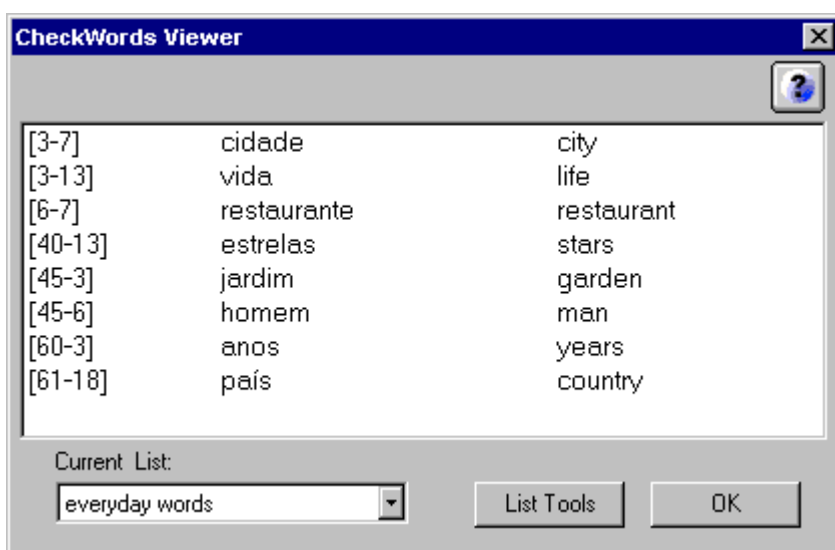 CheckWords Viewer
?
[3-7] cidade city
[3-13] vida life
[6-7] restaurante restaurant
[40-13] estrelas stars
[45-3] jardim garden
[45-6] homem man
[60-3] anos years
[61-18] país country
Current List:
everyday words List Tools OK